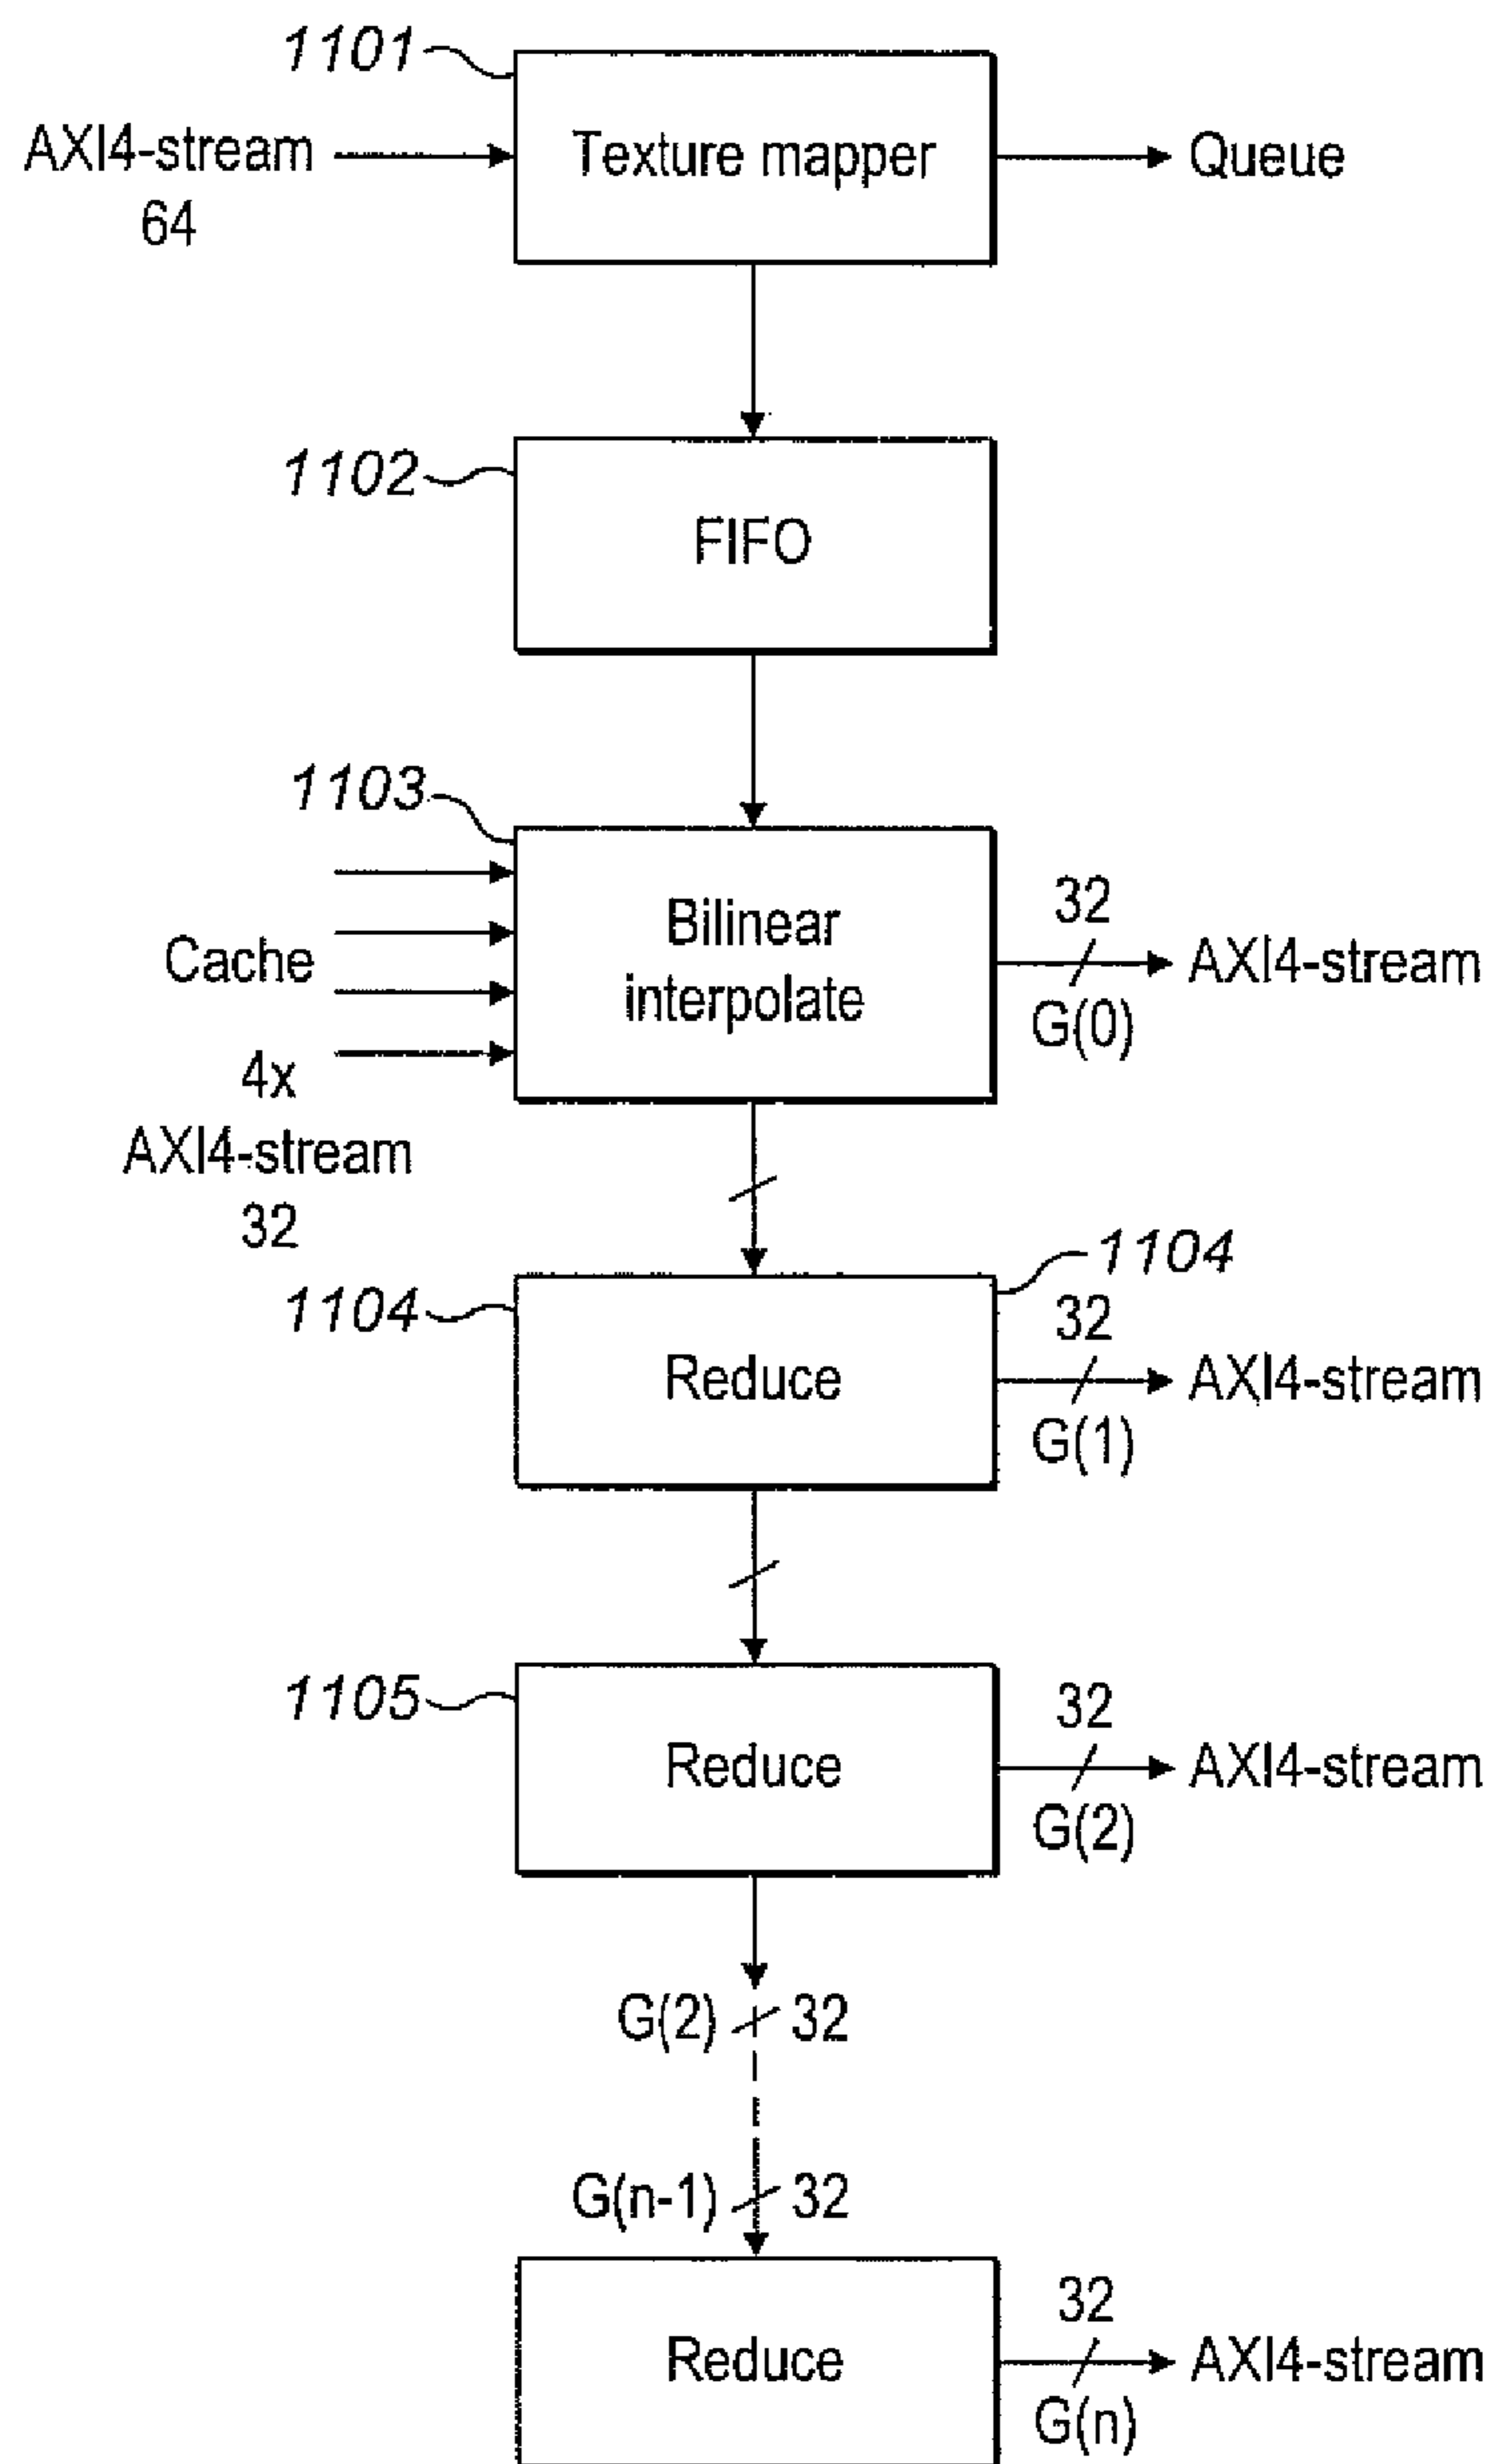 1101
AXI4-stream
64
Texture mapper
Queue
1102
FIFO
1103
Cache
4x
AXI4-stream
32
Bilinear
interpolate
32
G(0)
AXI4-stream
1104
1104
Reduce
32
G(1)
AXI4-stream
1105
Reduce
32
G(2)
AXI4-stream
G(2) 32
G(n-1) 32
Reduce
32
G(n)
AXI4-stream